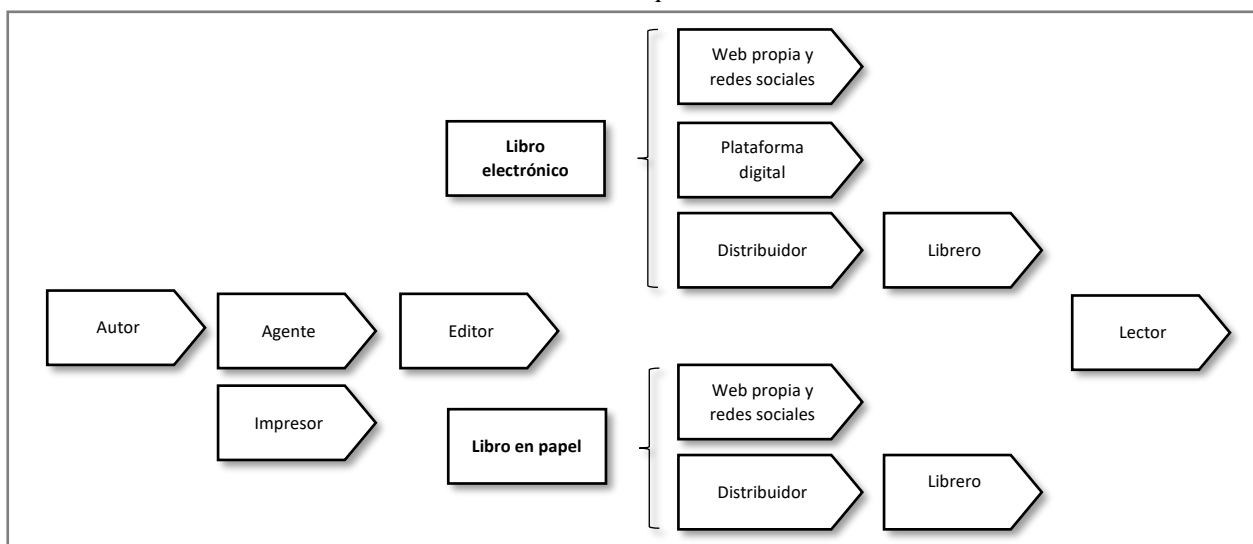 Web propia y
redes sociales
Libro
electrónico
Plataforma
digital
Distribuidor
Librero
Autor
Agente
Editor
Lector
Impresor
Web propia y
redes sociales
Libro en papel
Distribuidor
Librero